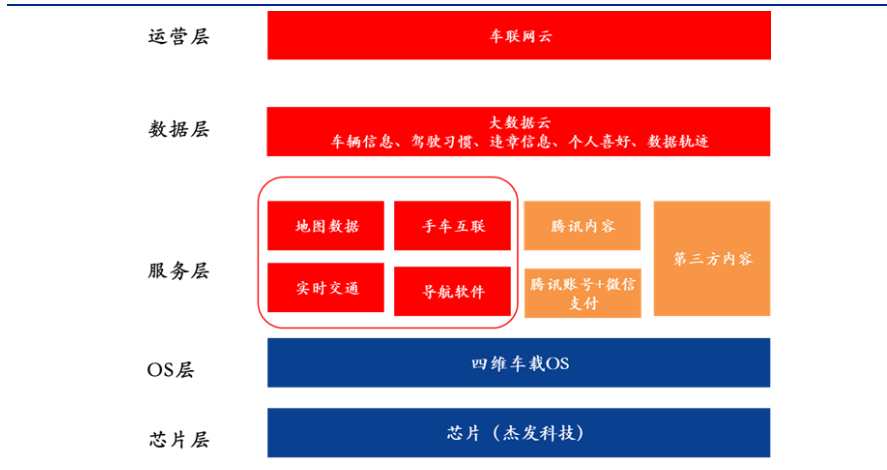 运营层
车联网云
数据层
大数据云
车辆信息、驾驶习惯、违章信息、个人喜好、数据轨迹
服务层
地图数据
手车互联
腾讯内容
第三方内容
实时交通
导航软件
腾讯账号+微信
支付
OS层
四维车载OS
芯片层
芯片（杰发科技）